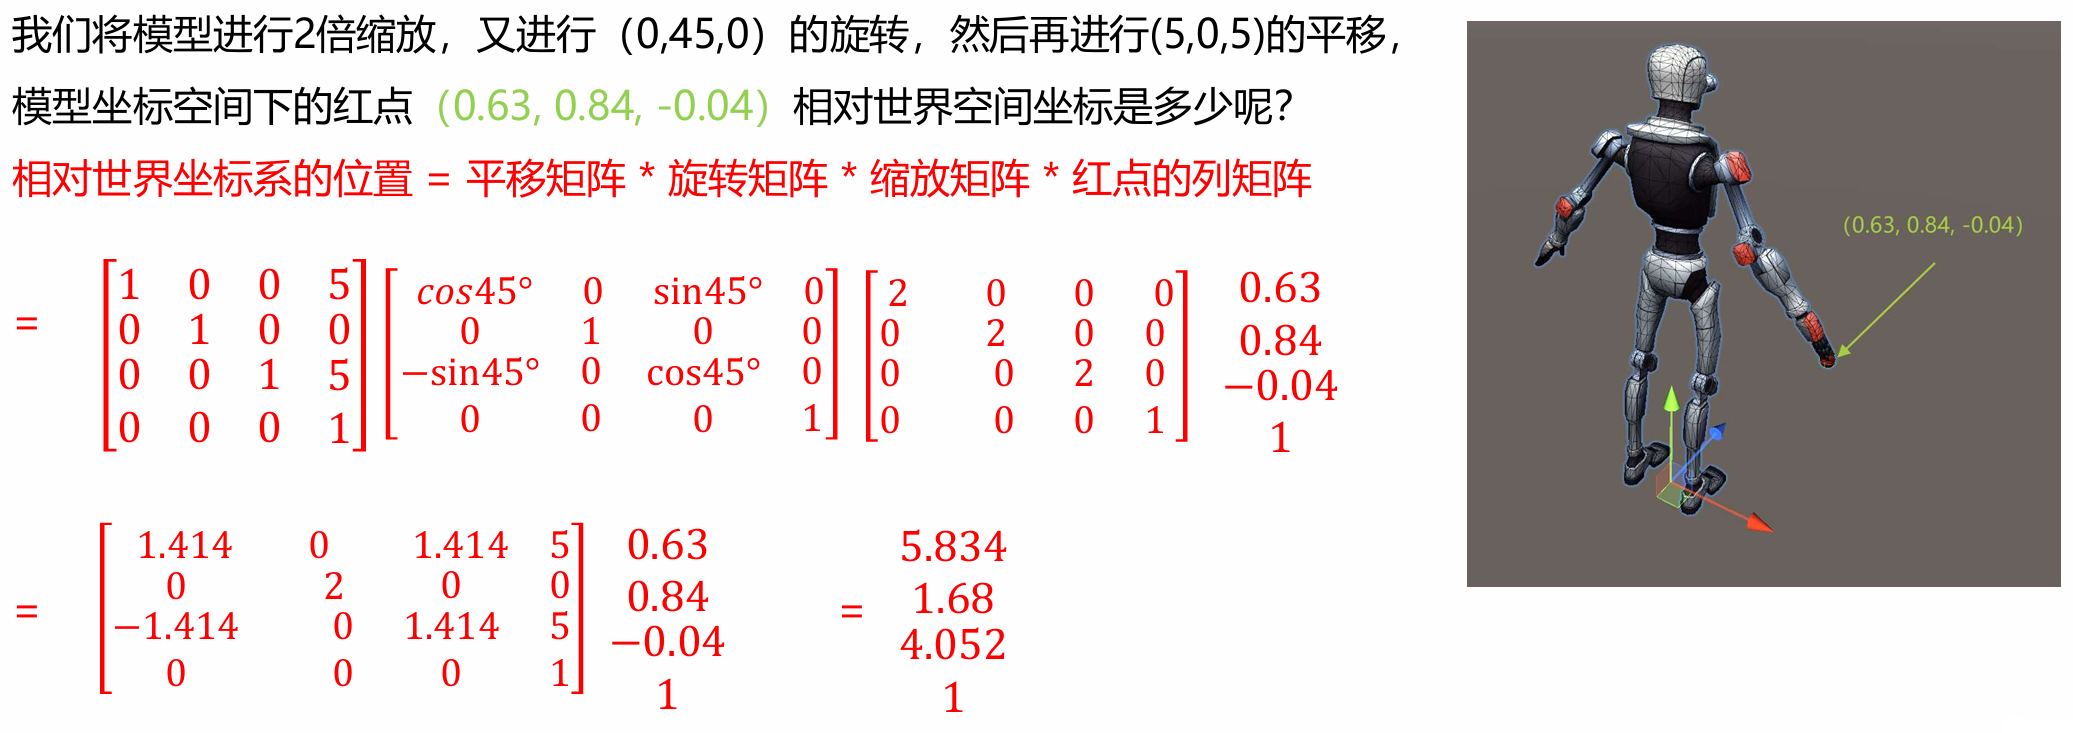 我们将模型进行2倍缩放，又进行（0,45,0）的旋转，然后再进行(5,0,5)的平移，
模型坐标空间下的红点（0.63, 0.84, -0.04）相对世界空间坐标是多少呢？
相对世界坐标系的位置 = 平移矩阵 * 旋转矩阵 * 缩放矩阵 * 红点的列矩阵
(0.63, 0.84, -0.04)
1 0 0 5 cos45° 0 sin45° 0 2 0 0 0 0.63
0 1 0 0 0 1 0 0 0 2 0 0 0.84
= 0 0 1 5 −sin45° 0 cos45° 0 0 0 2 0 −0.04
0 0 0 1 0 0 0 1 0 0 0 1 1
1.414 0 1.414 5 0.63 5.834
0 2 0 0 0.84 1.68
= −1.414 0 1.414 5 −0.04 = 4.052
0 0 0 1 1 1